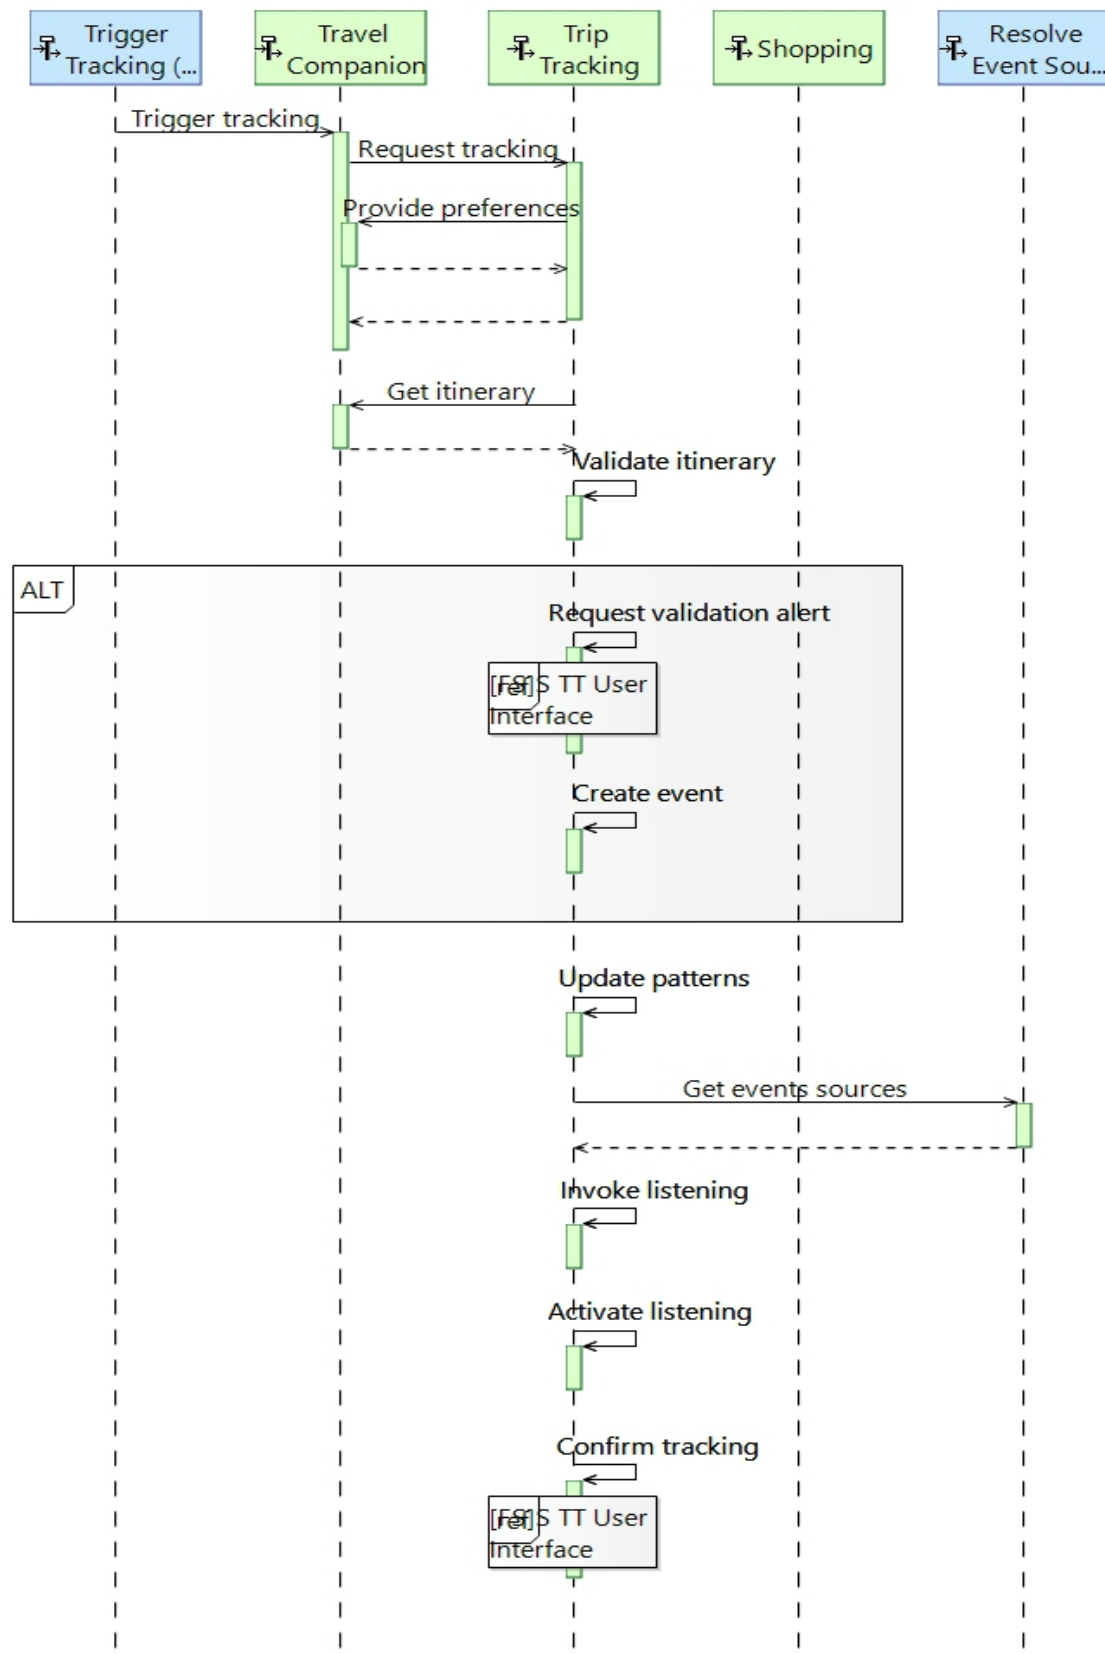 Trigger
Tracking (...
Travel
Companion
Trip
Tracking
Shopping
Resolve
Event Sou...
Trigger tracking
Request tracking
Provide preferences
Get itinerary
Validate itinerary
ALT
Request validation alert
ref
S TT User
Interface
Create event
Update patterns
Get events sources
Invoke listening
Activate listening
Confirm tracking
ref
S TT User
Interface